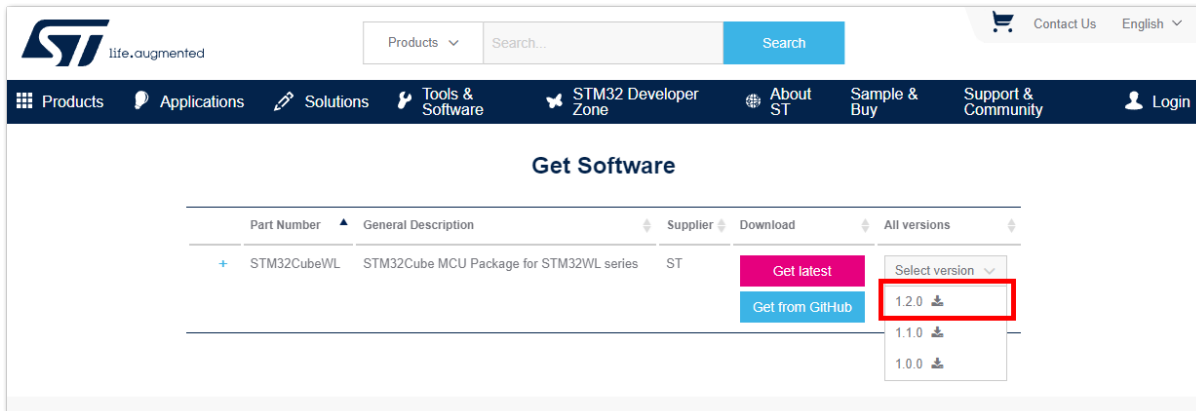 ST life.augmented
Products Search... Search
Contact Us English
Products Applications Solutions Tools & Software STM32 Developer Zone About ST Sample & Buy Support & Community Login
Get Software
Part Number General Description Supplier Download All versions
+ STM32CubeWL STM32Cube MCU Package for STM32WL series ST Get latest Select version
Get from GitHub 1.2.0
1.1.0
1.0.0